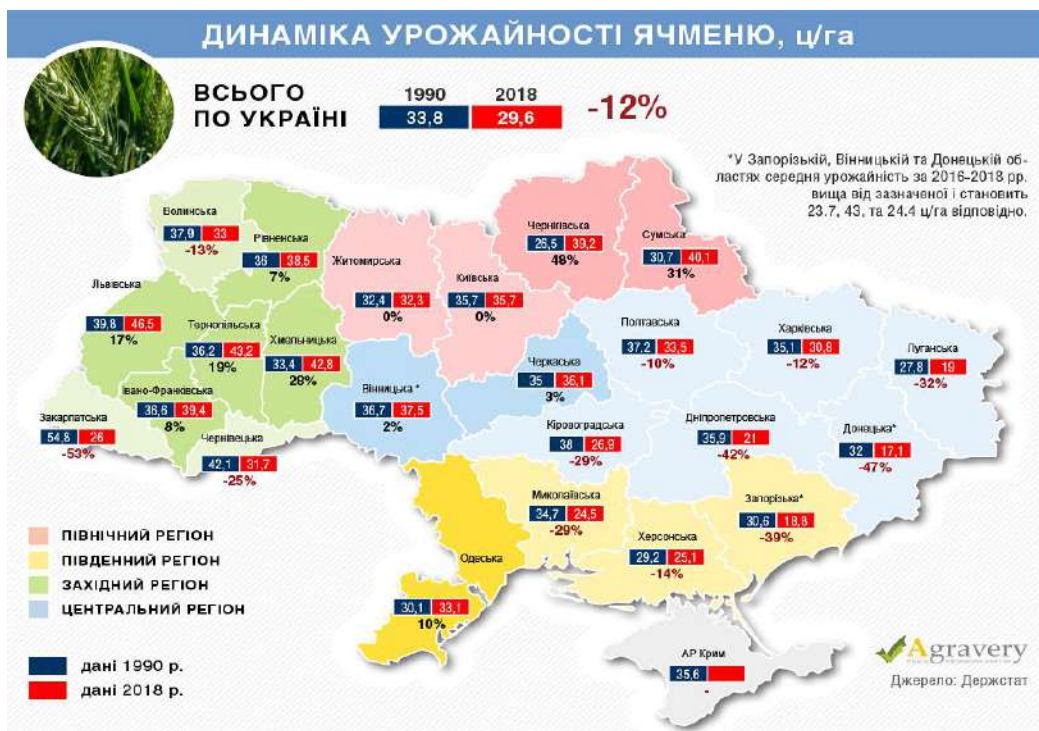 ДИНАМІКА УРОЖАЙНОСТІ ЯЧМЕНЮ, ц/га
ВСЬОГО
ПО УКРАЇНІ
1990 2018
33,8 29,6
-12%
*У Запорізькій, Вінницькій та Донецькій об-
ластях середня урожайність за 2016-2018 рр.
вища від зазначеної і становить
23.7, 43, та 24.4 ц/га відповідно.
Волинська
37,9 33
-13%
Рівненська
36 38,5
7%
Житомирська
32,4 32,3
0%
Київська
35,7 35,7
0%
Чернігівська
26,5 39,2
48%
Сумська
30,7 40,1
31%
Львівська
39,8 46,5
17%
Тернопільська
36,2 43,2
19%
Хмельницька
33,4 42,8
28%
Івано-Франківська
36,6 39,4
8%
Закарпатська
54,8 26
-53%
Чернівецька
42,1 31,7
-25%
Вінницька *
36,7 37,5
2%
Черкаська
35 36,1
3%
Полтавська
37,2 33,5
-10%
Харківська
35,1 30,8
-12%
Луганська
27,8 19
-32%
Кіровоградська
38 26,9
-29%
Дніпропетровська
35,9 21
-42%
Донецька*
32 17,1
-47%
Миколаївська
34,7 24,5
-29%
Запорізька*
30,6 18,8
-39%
Херсонська
29,2 25,1
-14%
Одеська
30,1 33,1
10%
АР Крим
35,6
-
ПІВНІЧНИЙ РЕГІОН
ПІВДЕННИЙ РЕГІОН
ЗАХІДНИЙ РЕГІОН
ЦЕНТРАЛЬНИЙ РЕГІОН
дані 1990 р.
дані 2018 р.
Agravery
Джерело: Держстат